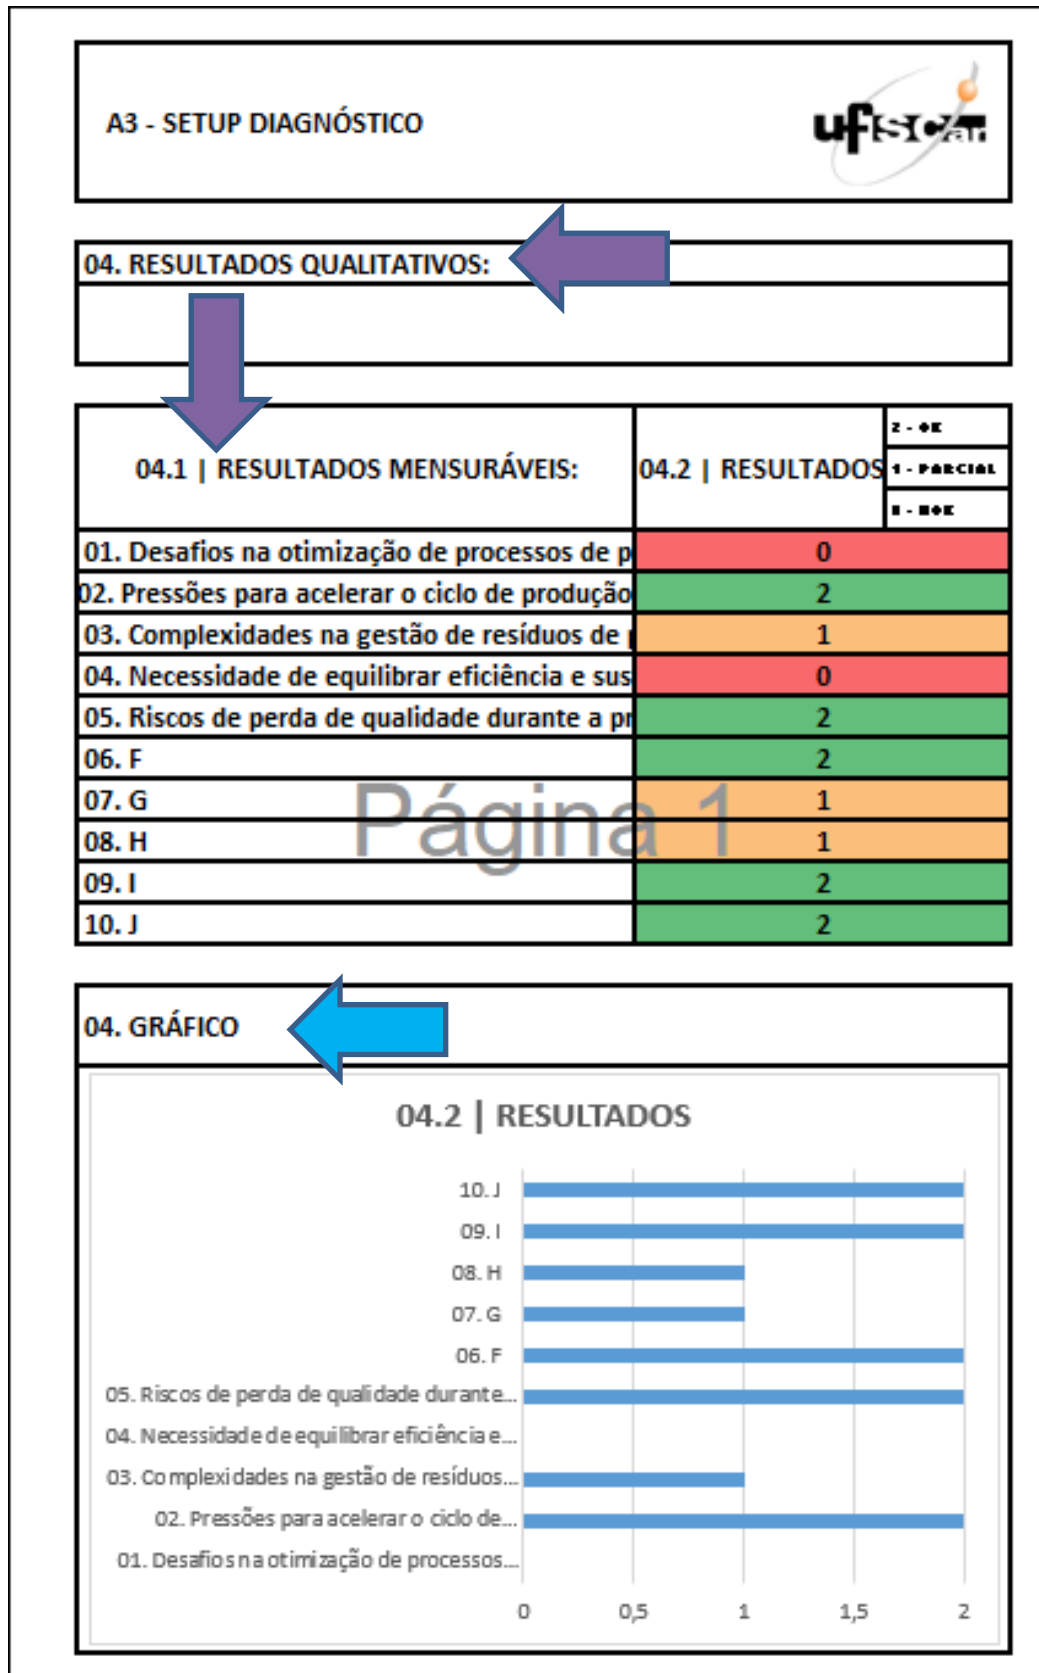 A3 - SETUP DIAGNÓSTICO
ufscar
04. RESULTADOS QUALITATIVOS:
04.1 | RESULTADOS MENSURÁVEIS:
04.2 | RESULTADOS
2 - OK
1 - PARCIAL
0 - NOK
01. Desafios na otimização de processos de p
0
02. Pressões para acelerar o ciclo de produção
2
03. Complexidades na gestão de resíduos de
1
04. Necessidade de equilibrar eficiência e sus
0
05. Riscos de perda de qualidade durante a pr
2
06. F
2
07. G
1
08. H
1
09. I
2
10. J
2
Página 1
04. GRÁFICO
04.2 | RESULTADOS
10. J
09. I
08. H
07. G
06. F
05. Riscos de perda de qualidade durante...
04. Necessidade de equilibrar eficiência e...
03. Complexidades na gestão de resíduos...
02. Pressões para acelerar o ciclo de...
01. Desafios na otimização de processos...
0 0,5 1 1,5 2